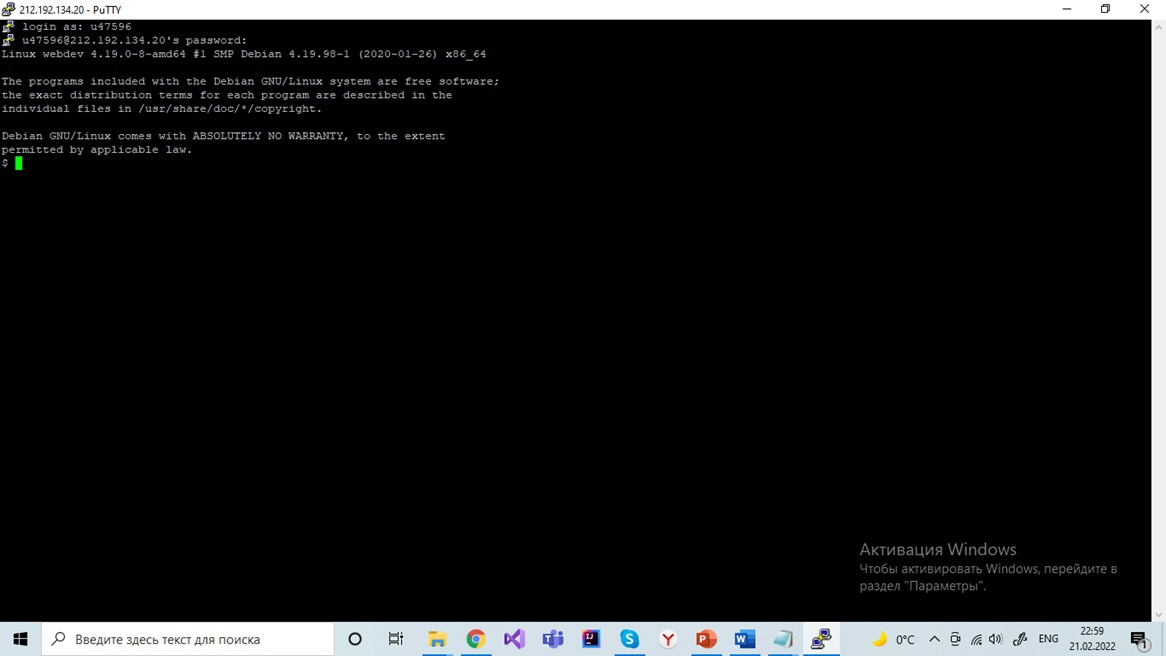 212.192.134.20 - PuTTY
login as: u47596
u47596@212.192.134.20's password:
Linux webdev 4.19.0-8-amd64 #1 SMP Debian 4.19.98-1 (2020-01-26) x86_64
The programs included with the Debian GNU/Linux system are free software;
the exact distribution terms for each program are described in the
individual files in /usr/share/doc/*/copyright.
Debian GNU/Linux comes with ABSOLUTELY NO WARRANTY, to the extent
permitted by applicable law.
$
Активация Windows
Чтобы активировать Windows, перейдите в
раздел "Параметры".
Введите здесь текст для поиска
0°C
ENG
22:59
21.02.2022
1